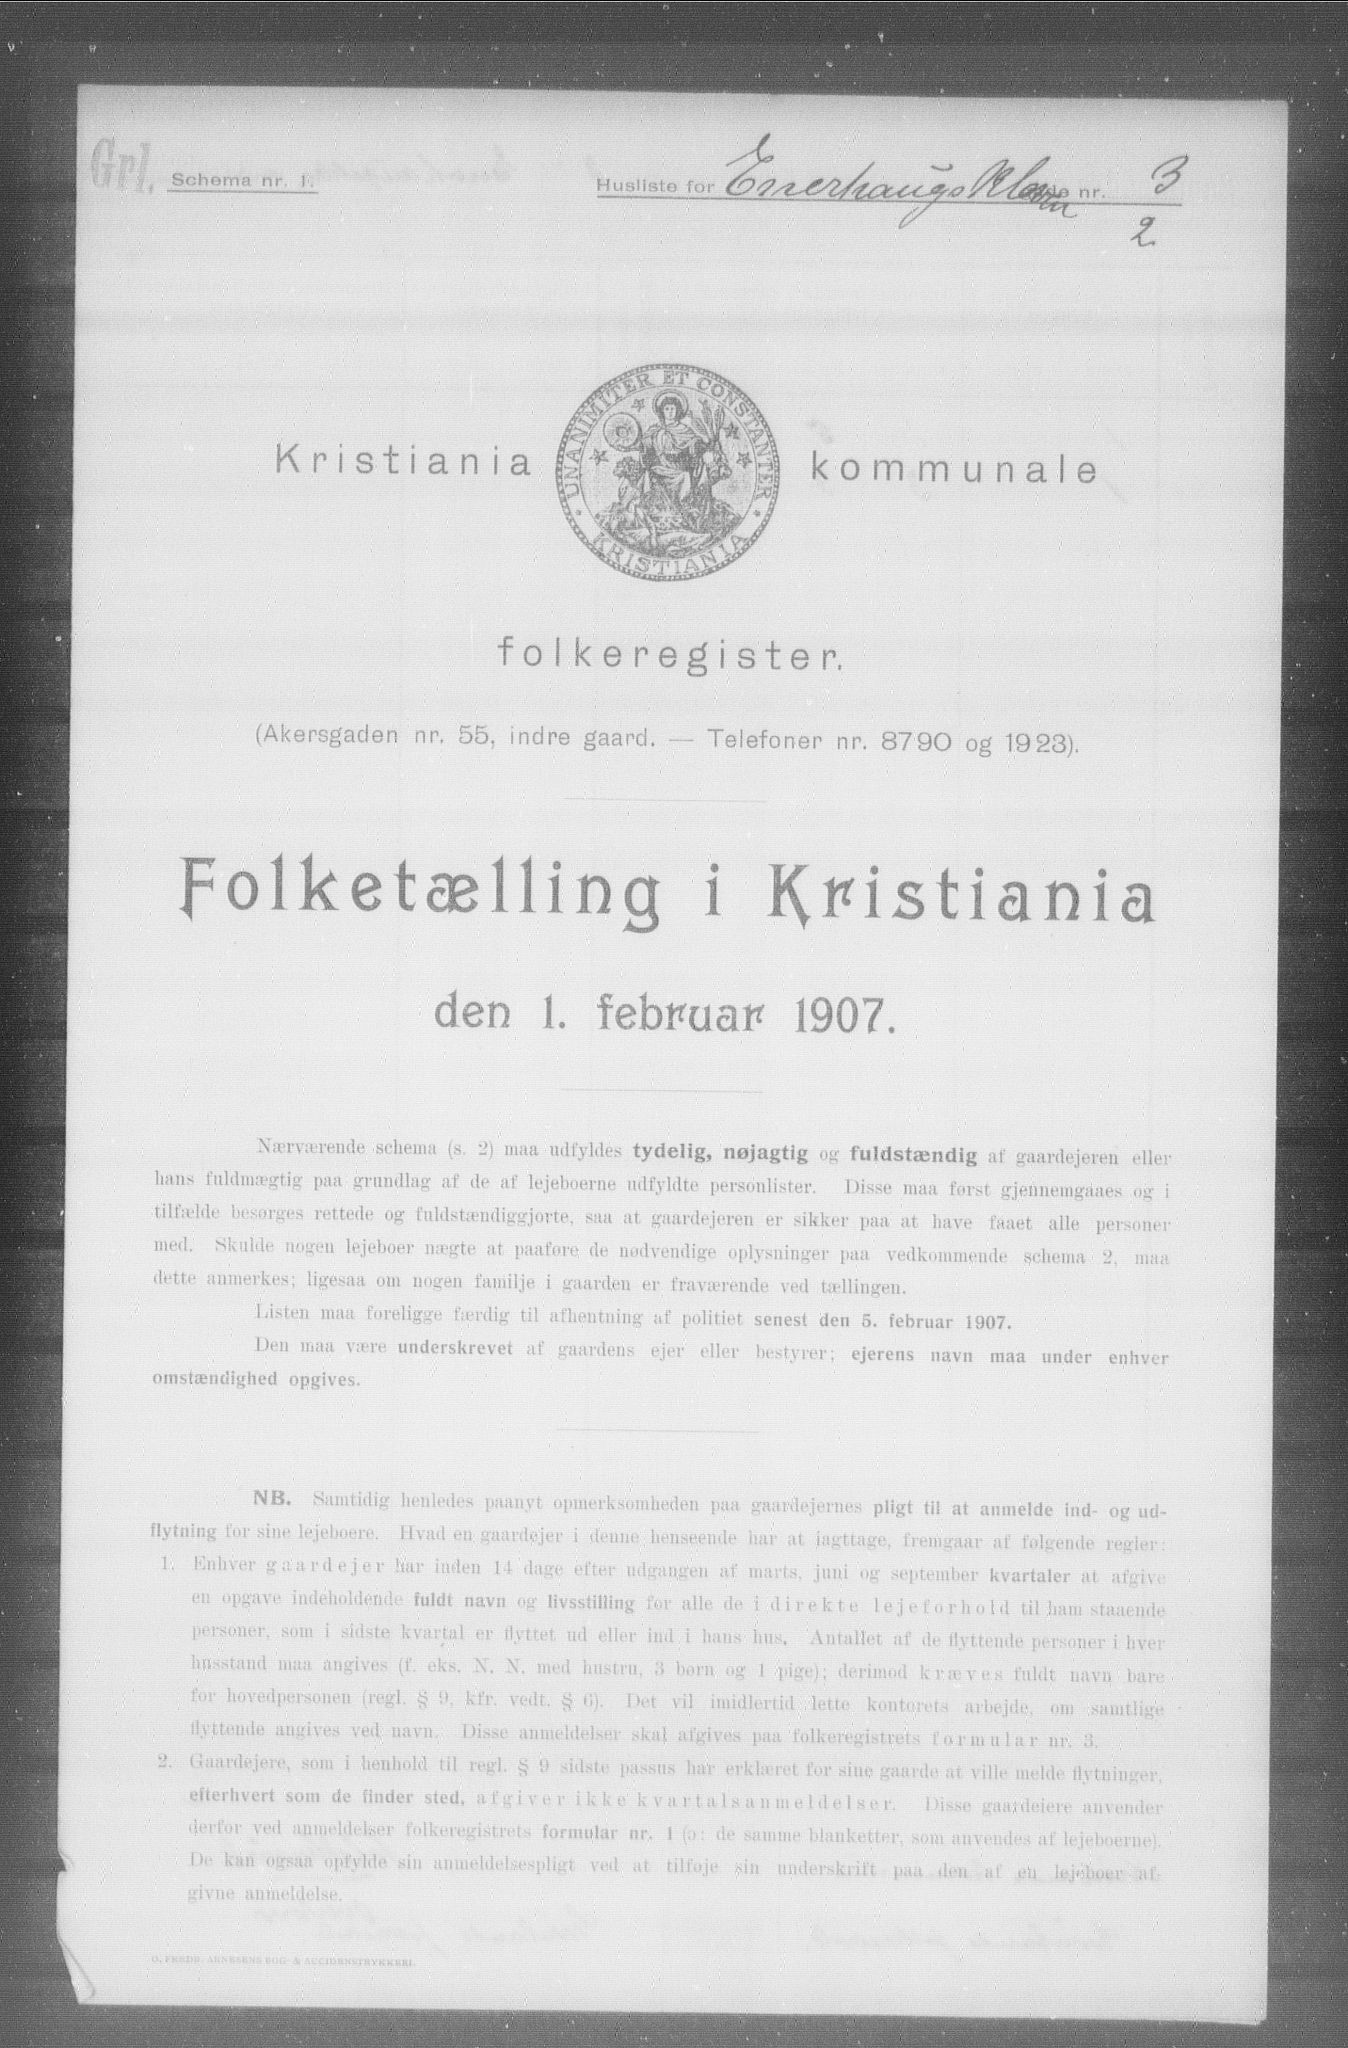 Grl.
Schema nr. 1.
Husliste for Enerhaugskleven nr. 3
2
UNANIMITER ET CONSTANTER
KRISTIANIA
Kristiania kommunale
folkeregister.
(Akersgaden nr. 55, indre gaard. — Telefoner nr. 8790 og 1923).
Folketælling i Kristiania
den 1. februar 1907.
Nærværende schema (s. 2) maa udfyldes tydelig, nøjagtig og fuldstændig af gaardejeren eller
hans fuldmægtig paa grundlag af de af lejeboerne udfyldte personlister. Disse maa først gjennemgaaes og i
tilfælde besørges rettede og fuldstændiggjorte, saa at gaardejeren er sikker paa at have faaet alle personer
med. Skulde nogen lejeboer nægte at paaføre de nødvendige oplysninger paa vedkommende schema 2, maa
dette anmerkes; ligesaa om nogen familje i gaarden er fraværende ved tællingen.
Listen maa foreligge færdig til afhentning af politiet senest den 5. februar 1907.
Den maa være underskrevet af gaardens ejer eller bestyrer; ejerens navn maa under enhver
omstændighed opgives.
NB. Samtidig henledes paanyt opmerksomheden paa gaardejernes pligt til at anmelde ind- og ud-
flytning for sine lejeboere. Hvad en gaardejer i denne henseende har at iagttage, fremgaar af følgende regler:
1. Enhver gaardejer har inden 14 dage efter udgangen af marts, juni og september kvartaler at afgive
en opgave indeholdende fuldt navn og livsstilling for alle de i direkte lejeforhold til ham staaende
personer, som i sidste kvartal er flyttet ud eller ind i hans hus. Antallet af de flyttende personer i hver
husstand maa angives (f. eks. N. N. med hustru, 3 børn og 1 pige); derimod kræves fuldt navn bare
for hovedpersonen (regl. § 9, kfr. vedt. § 6). Det vil imidlertid lette kontorets arbejde, om samtlige
flyttende angives ved navn. Disse anmeldelser skal afgives paa folkeregistrets formular nr. 3.
2. Gaardejere, som i henhold til regl. § 9 sidste passus har erklæret for sine gaarde at ville melde flytninger,
efterhvert som de finder sted, afgiver ikke kvartalsanmeldelser. Disse gaardeiere anvender
derfor ved anmeldelser folkeregistrets formular nr. 1 (o: de samme blanketter, som anvendes af lejeboerne).
De kan ogsaa opfylde sin anmeldelsespligt ved at tilføje sin underskrift paa den af en lejeboer af-
givne anmeldelse.
O. FREDR. ARNESENS BOG- & ACCIDENSTRYKKERI.